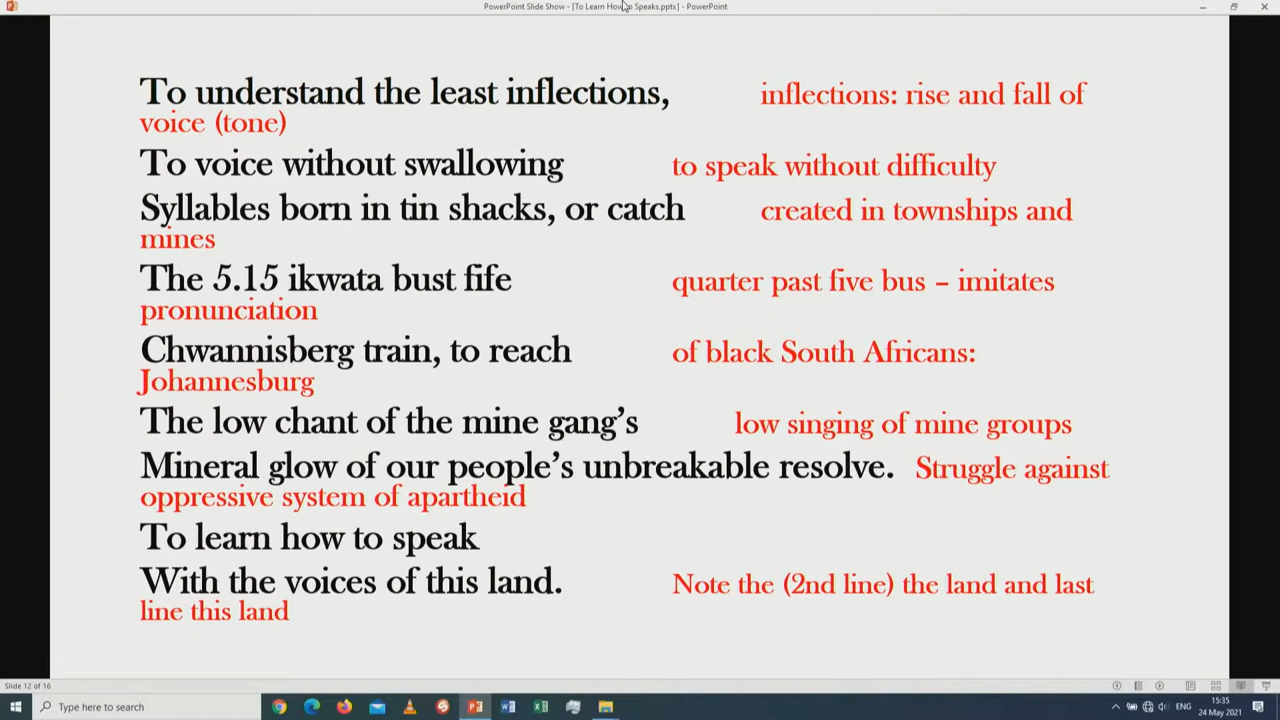 PowerPoint Slide Show - [To Learn How to Speaks.pptx] - PowerPoint
To understand the least inflections, inflections: rise and fall of
voice (tone)
To voice without swallowing to speak without difficulty
Syllables born in tin shacks, or catch created in townships and
mines
The 5.15 ikwata bust fife quarter past five bus – imitates
pronunciation
Chwannisberg train, to reach of black South Africans:
Johannesburg
The low chant of the mine gang's low singing of mine groups
Mineral glow of our people's unbreakable resolve. Struggle against
oppressive system of apartheid
To learn how to speak
With the voices of this land. Note the (2nd line) the land and last
line this land
Slide 12 of 16
Type here to search
ENG
15:35
24 May 2021